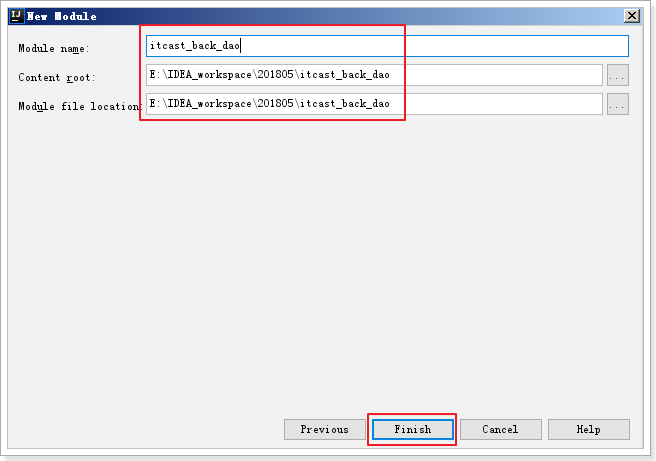 IJ New Module
Module name: itcast_back_dao
Content root: E:\IDEA_workspace\201805\itcast_back_dao ...
Module file location: E:\IDEA_workspace\201805\itcast_back_dao ...
Previous Finish Cancel Help